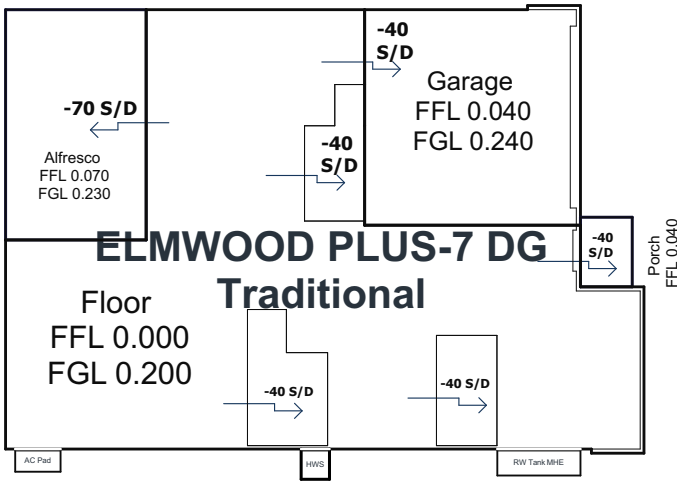 -40
S/D
Garage
FFL 0.040
FGL 0.240
-70 S/D
Alfresco
FFL 0.070
FGL 0.230
-40
S/D
ELMWOOD PLUS-7 DG
Traditional
-40
S/D
Porch
FFL 0.040
Floor
FFL 0.000
FGL 0.200
-40 S/D
-40 S/D
AC Pad
HWS
RW Tank MHE